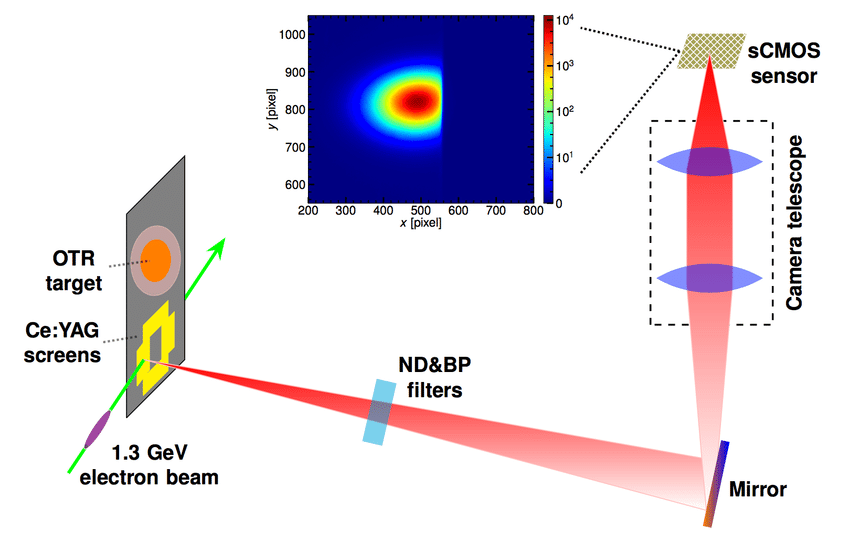 1000
900
800
700
600
y [pixel]
200 300 400 500 600 700 800
x [pixel]
10⁴
10³
10²
10¹
0
sCMOS
sensor
Camera telescope
OTR
target
Ce:YAG
screens
ND&BP
filters
1.3 GeV
electron beam
Mirror